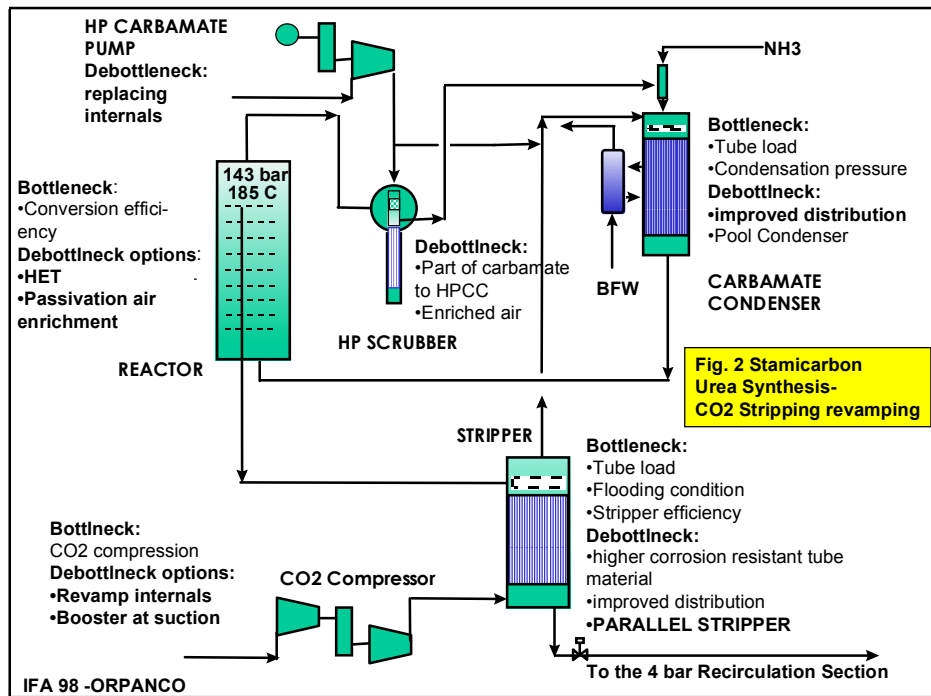 HP CARBAMATE
PUMP
Debottleneck:
replacing
internals
NH3
Bottleneck:
•Tube load
•Condensation pressure
Debottlneck:
•improved distribution
•Pool Condenser
143 bar
185 C
Bottleneck:
•Conversion effici-
ency
Debottlneck options:
•HET
•Passivation air
enrichment
Debottlneck:
•Part of carbamate
to HPCC
•Enriched air
BFW
CARBAMATE
CONDENSER
HP SCRUBBER
REACTOR
Fig. 2 Stamicarbon
Urea Synthesis-
CO2 Stripping revamping
STRIPPER
Bottleneck:
•Tube load
•Flooding condition
•Stripper efficiency
Debottlneck:
•higher corrosion resistant tube
material
•improved distribution
•PARALLEL STRIPPER
Bottlneck:
CO2 compression
Debottlneck options:
•Revamp internals
•Booster at suction
CO2 Compressor
To the 4 bar Recirculation Section
IFA 98 -ORPANCO